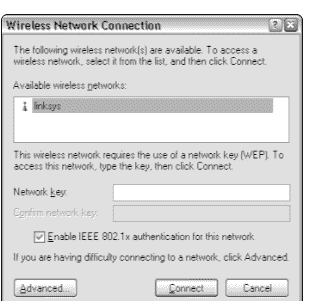 Wireless Network Connection
The following wireless network(s) are available. To access a
wireless network, select it from the list, and then click Connect.
Available wireless networks:
linksys
This wireless network requires the use of a network key (WEP). To
access this network, type the key, then click Connect.
Network key:
Confirm network key:
Enable IEEE 802.1x authentication for this network
If you are having difficulty connecting to a network, click Advanced.
Advanced... Connect Cancel